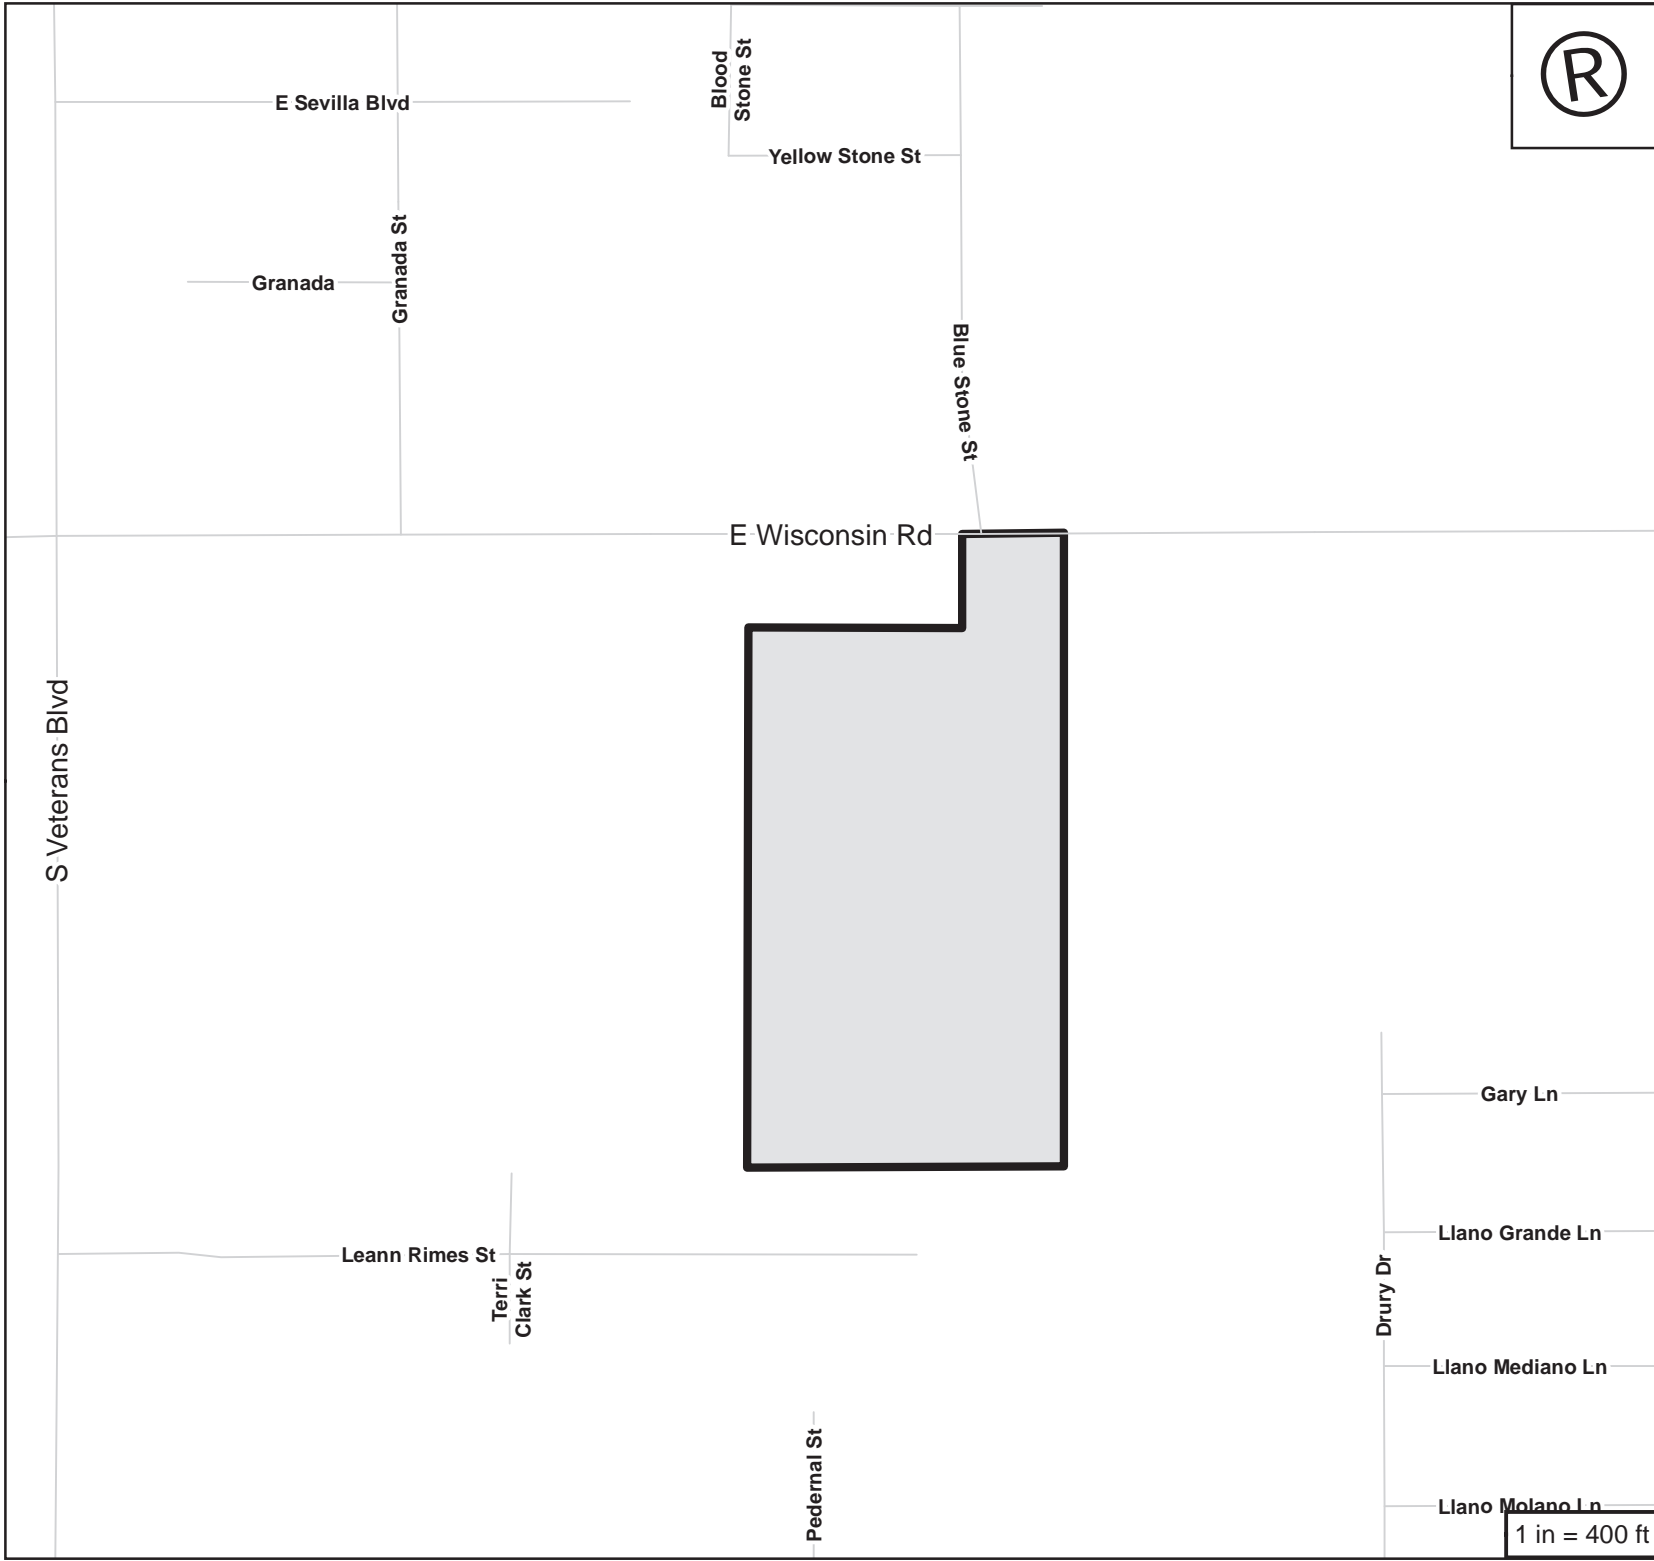 ®
Blood
Stone St
E Sevilla Blvd
Yellow Stone St
Granada St
Granada
Blue Stone St
E Wisconsin Rd
S Veterans Blvd
Gary Ln
Llano Grande Ln
Leann Rimes St
Terri
Clark St
Drury Dr
Llano Mediano Ln
Pedernal St
Llano Molano Ln
1 in = 400 ft